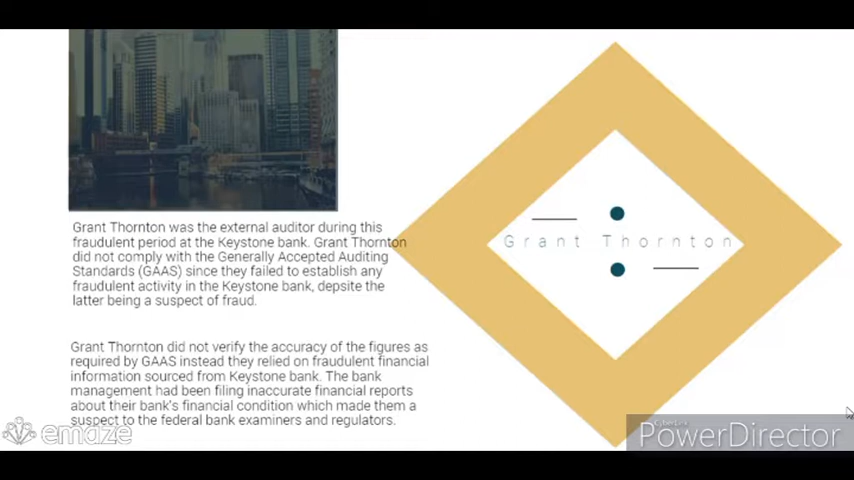 Grant Thornton was the external auditor during this
fraudulent period at the Keystone bank. Grant Thornton
did not comply with the Generally Accepted Auditing
Standards (GAAS) since they failed to establish any
fraudulent activity in the Keystone bank, depsite the
latter being a suspect of fraud.
Grant Thornton did not verify the accuracy of the figures as
required by GAAS instead they relied on fraudulent financial
information sourced from Keystone bank. The bank
management had been filing inaccurate financial reports
about their bank's financial condition which made them a
suspect to the federal bank examiners and regulators.
Grant Thornton
emaze
CyberLink
PowerDirector